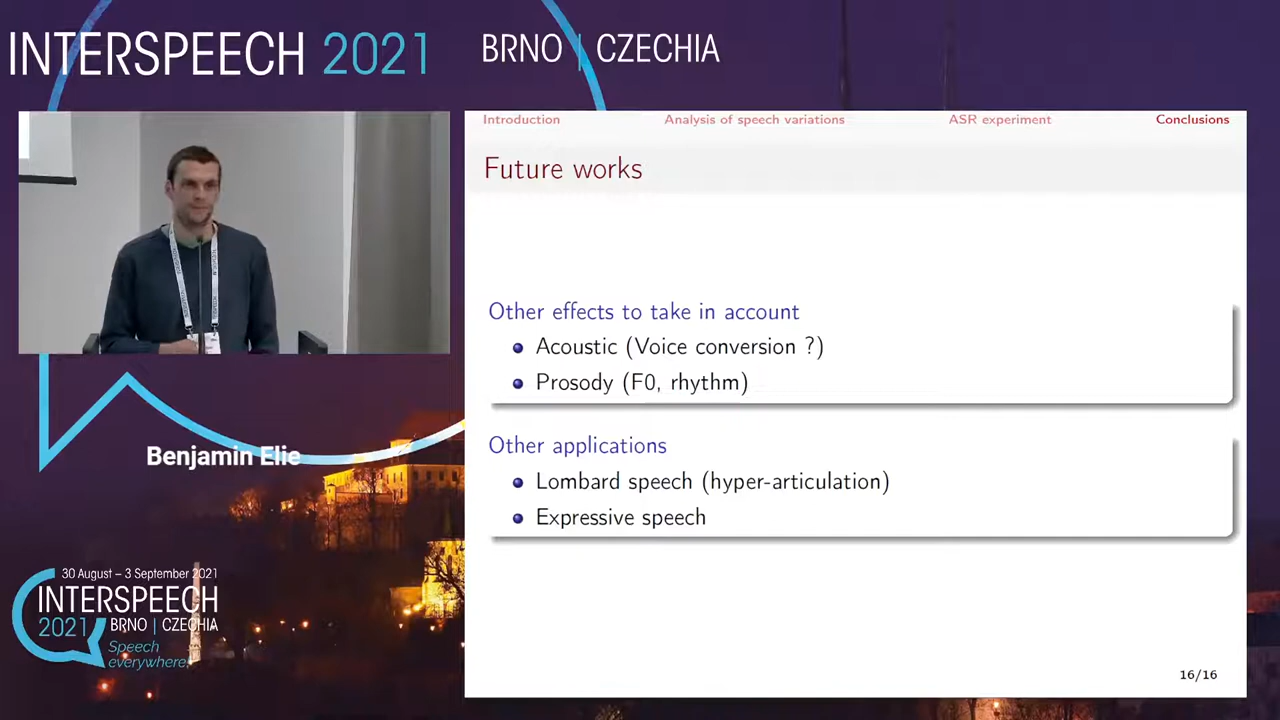 INTERSPEECH 2021 BRNO | CZECHIA
Introduction Analysis of speech variations ASR experiment Conclusions
Future works
Other effects to take in account
Acoustic (Voice conversion ?)
Prosody (F0, rhythm)
Other applications
Lombard speech (hyper-articulation)
Expressive speech
16/16
Benjamin Elie
30 August – 3 September 2021
INTERSPEECH
2021 BRNO | CZECHIA
Speech
everywhere!